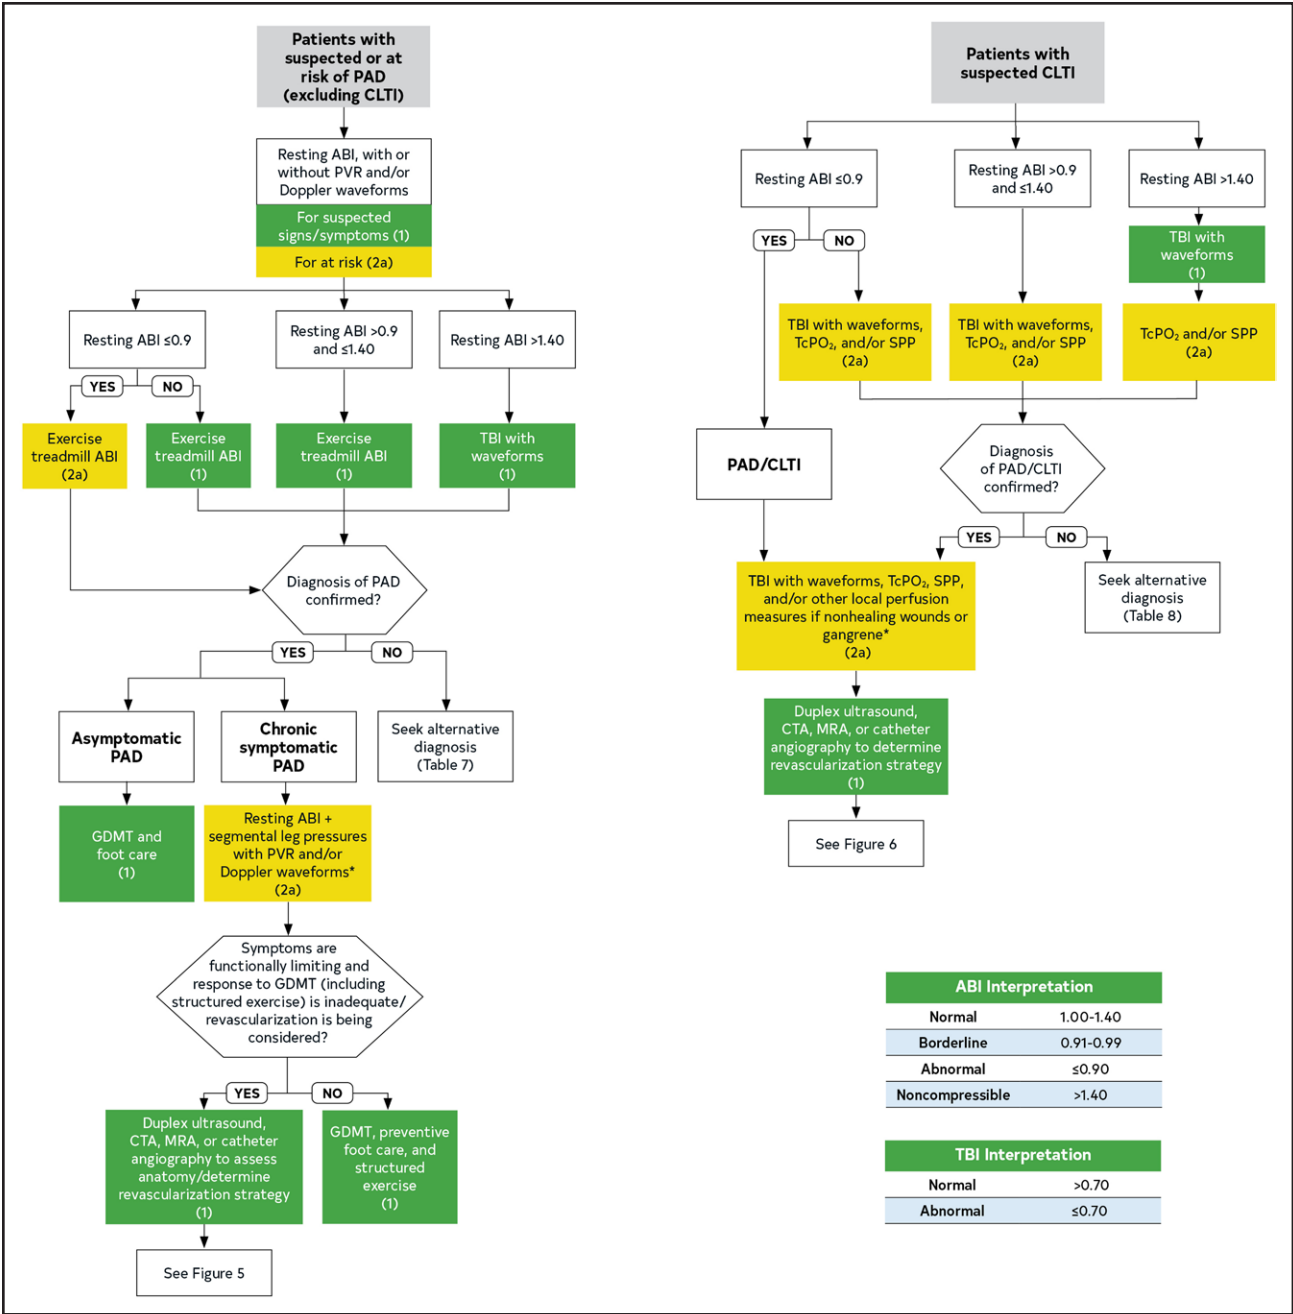 Patients with
suspected or at
risk of PAD
(excluding CLTI)
Resting ABI, with or
without PVR and/or
Doppler waveforms
For suspected
signs/symptoms (1)
For at risk (2a)
Resting ABI ≤0.9
Resting ABI >0.9
and ≤1.40
Resting ABI >1.40
YES
NO
Exercise
treadmill ABI
(2a)
Exercise
treadmill ABI
(1)
Exercise
treadmill ABI
(1)
TBI with
waveforms
(1)
Diagnosis of PAD
confirmed?
YES
NO
Asymptomatic
PAD
Chronic
symptomatic
PAD
Seek alternative
diagnosis
(Table 7)
GDMT and
foot care
(1)
Resting ABI +
segmental leg pressures
with PVR and/or
Doppler waveforms*
(2a)
Symptoms are
functionally limiting and
response to GDMT (including
structured exercise) is inadequate/
revascularization is being
considered?
YES
NO
Duplex ultrasound,
CTA, MRA, or catheter
angiography to assess
anatomy/determine
revascularization strategy
(1)
GDMT, preventive
foot care, and
structured
exercise
(1)
See Figure 5
Patients with
suspected CLTI
Resting ABI ≤0.9
Resting ABI >0.9
and ≤1.40
Resting ABI >1.40
YES
NO
TBI with
waveforms
(1)
TBI with waveforms,
TcPO₂, and/or SPP
(2a)
TBI with waveforms,
TcPO₂, and/or SPP
(2a)
TcPO₂ and/or SPP
(2a)
PAD/CLTI
Diagnosis
of PAD/CLTI
confirmed?
YES
NO
TBI with waveforms, TcPO₂, SPP,
and/or other local perfusion
measures if nonhealing wounds or
gangrene*
(2a)
Seek alternative
diagnosis
(Table 8)
Duplex ultrasound,
CTA, MRA, or catheter
angiography to determine
revascularization strategy
(1)
See Figure 6
ABI Interpretation
Normal 1.00-1.40
Borderline 0.91-0.99
Abnormal ≤0.90
Noncompressible >1.40
TBI Interpretation
Normal >0.70
Abnormal ≤0.70